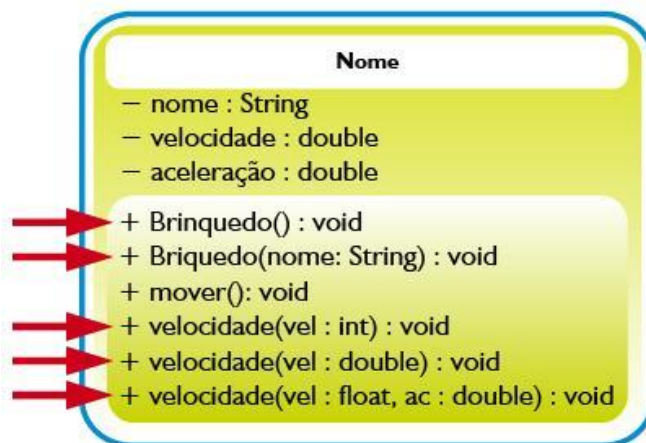 Nome
− nome : String
− velocidade : double
− aceleração : double
+ Brinquedo() : void
+ Briquedo(nome: String) : void
+ mover(): void
+ velocidade(vel : int) : void
+ velocidade(vel : double) : void
+ velocidade(vel : float, ac : double) : void